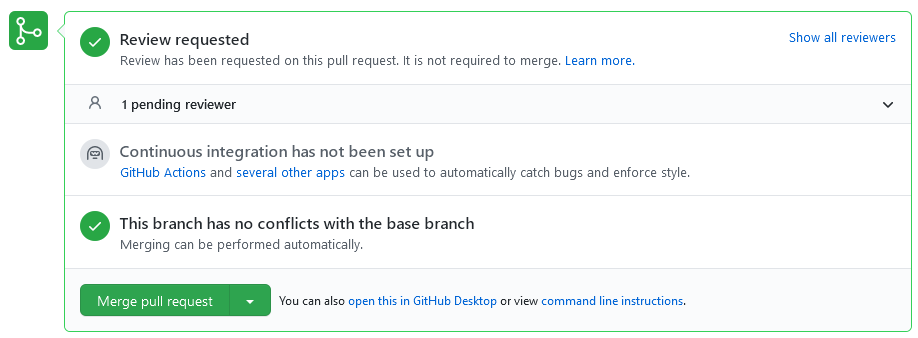 Review requested
Show all reviewers
Review has been requested on this pull request. It is not required to merge. Learn more.
1 pending reviewer
Continuous integration has not been set up
GitHub Actions and several other apps can be used to automatically catch bugs and enforce style.
This branch has no conflicts with the base branch
Merging can be performed automatically.
Merge pull request
You can also open this in GitHub Desktop or view command line instructions.